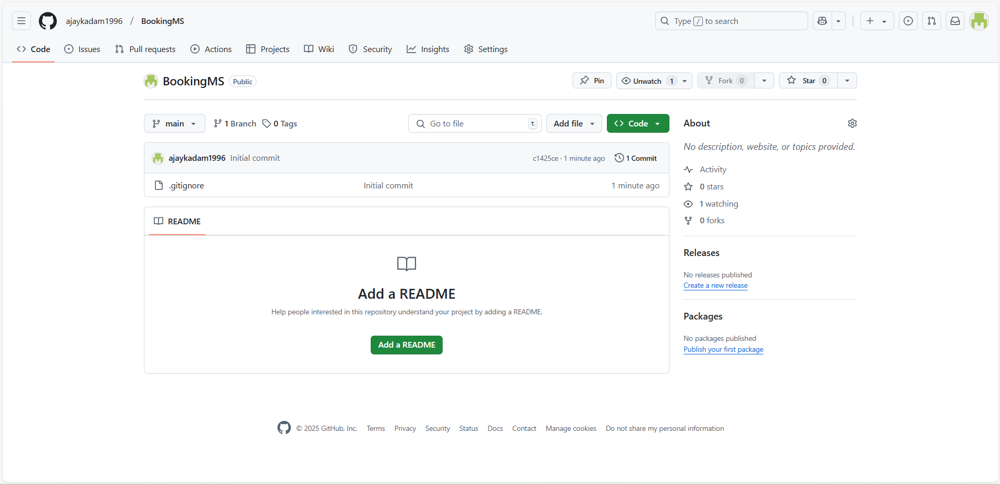 ajaykadam1996 / BookingMS
Type / to search
Code Issues Pull requests Actions Projects Wiki Security Insights Settings
BookingMS Public
Pin Unwatch 1 Fork 0 Star 0
main 1 Branch 0 Tags
Go to file t Add file Code
ajaykadam1996 Initial commit c1425ce · 1 minute ago 1 Commit
.gitignore Initial commit 1 minute ago
README
Add a README
Help people interested in this repository understand your project by adding a README.
Add a README
About
No description, website, or topics provided.
Activity
0 stars
1 watching
0 forks
Releases
No releases published
Create a new release
Packages
No packages published
Publish your first package
© 2025 GitHub, Inc. Terms Privacy Security Status Docs Contact Manage cookies Do not share my personal information